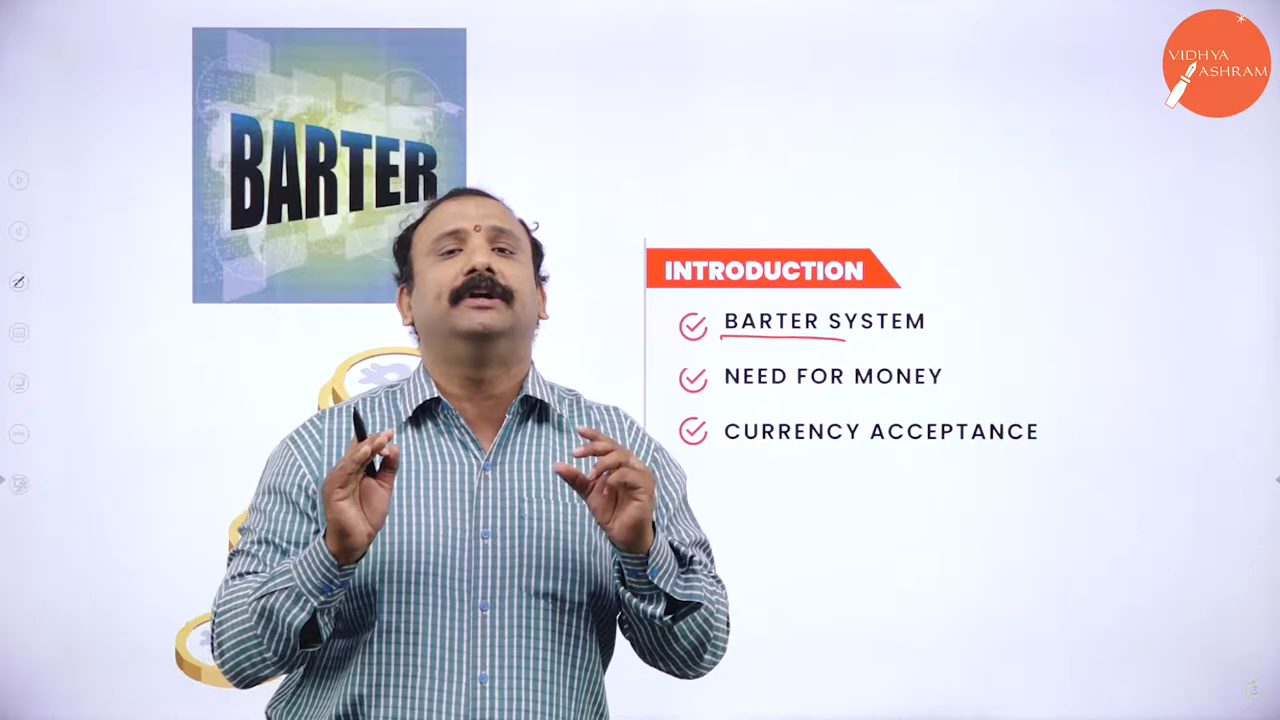 BARTER
VIDHYA
ASHRAM
INTRODUCTION
BARTER SYSTEM
NEED FOR MONEY
CURRENCY ACCEPTANCE